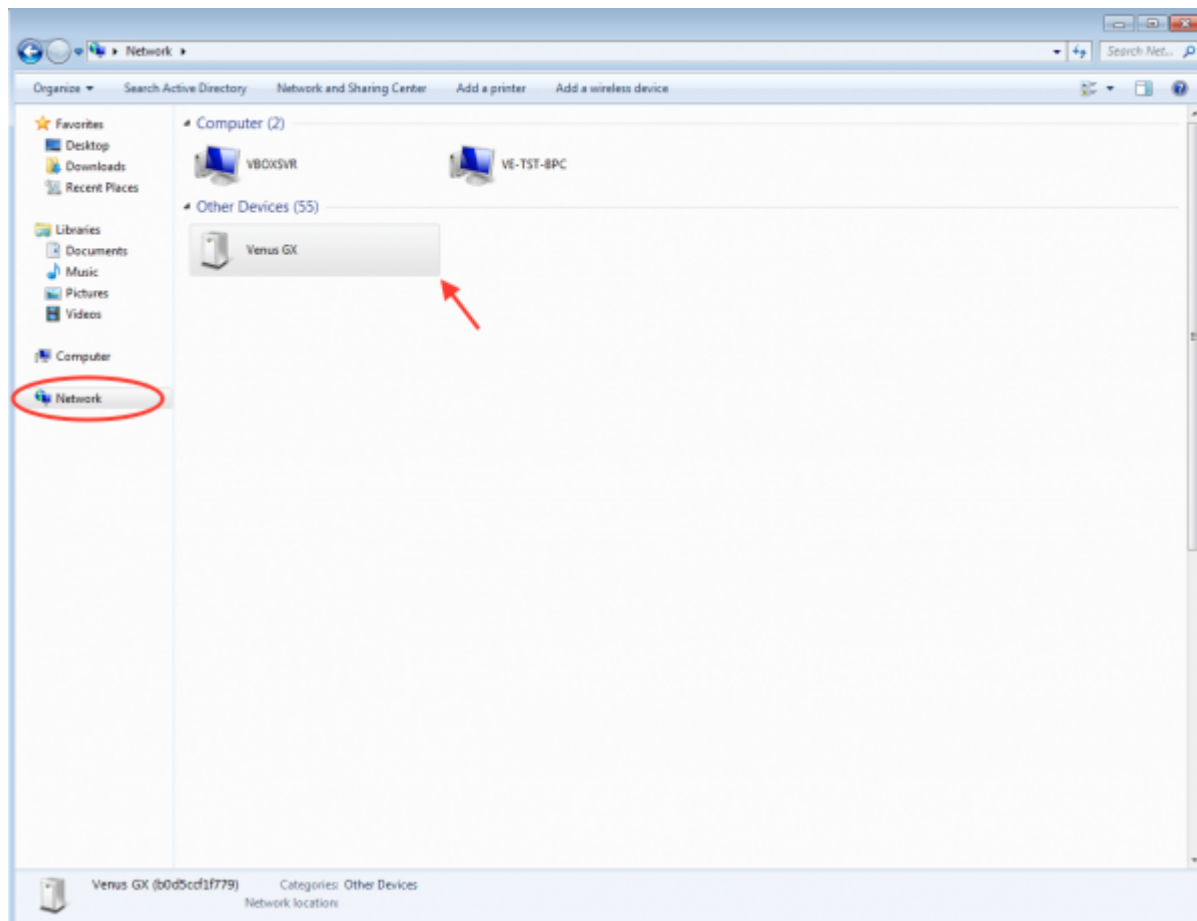 Network
Search Net...
Organize
Search Active Directory
Network and Sharing Center
Add a printer
Add a wireless device
Favorites
Desktop
Downloads
Recent Places
Libraries
Documents
Music
Pictures
Videos
Computer
Network
Computer (2)
VBOXSVR
VE-TST-BPC
Other Devices (55)
Venus GX
Venus GX (b0d5ccf1f779)
Categories: Other Devices
Network location: